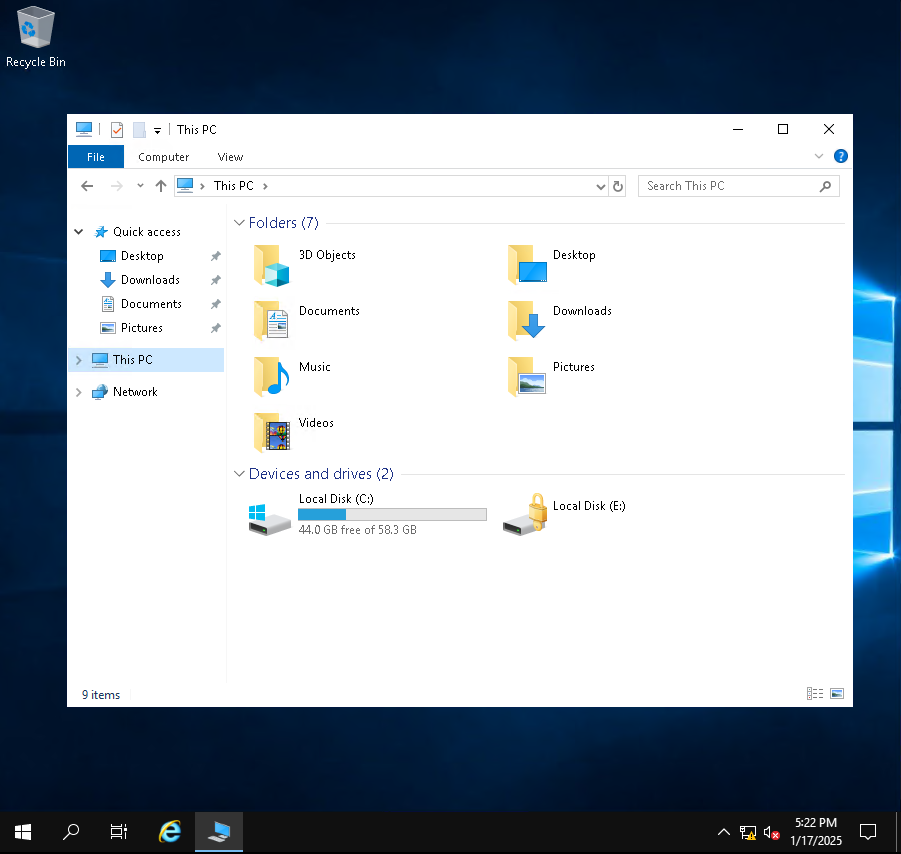 Recycle Bin
This PC
File
Computer
View
This PC
Search This PC
Quick access
Desktop
Downloads
Documents
Pictures
This PC
Network
Folders (7)
3D Objects
Desktop
Documents
Downloads
Music
Pictures
Videos
Devices and drives (2)
Local Disk (C:)
44.0 GB free of 58.3 GB
Local Disk (E:)
9 items
5:22 PM
1/17/2025